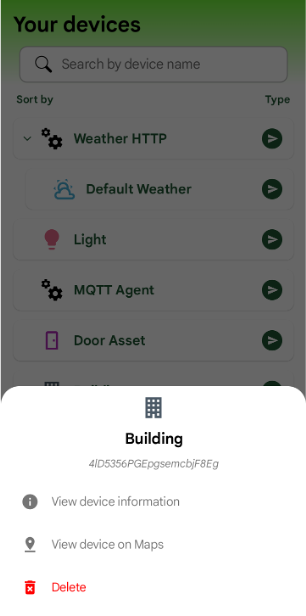 Your devices
Search by device name
Sort by Type
Weather HTTP
Default Weather
Light
MQTT Agent
Door Asset
Building
4lD5356PGEpgsemcbjF8Eg
View device information
View device on Maps
Delete